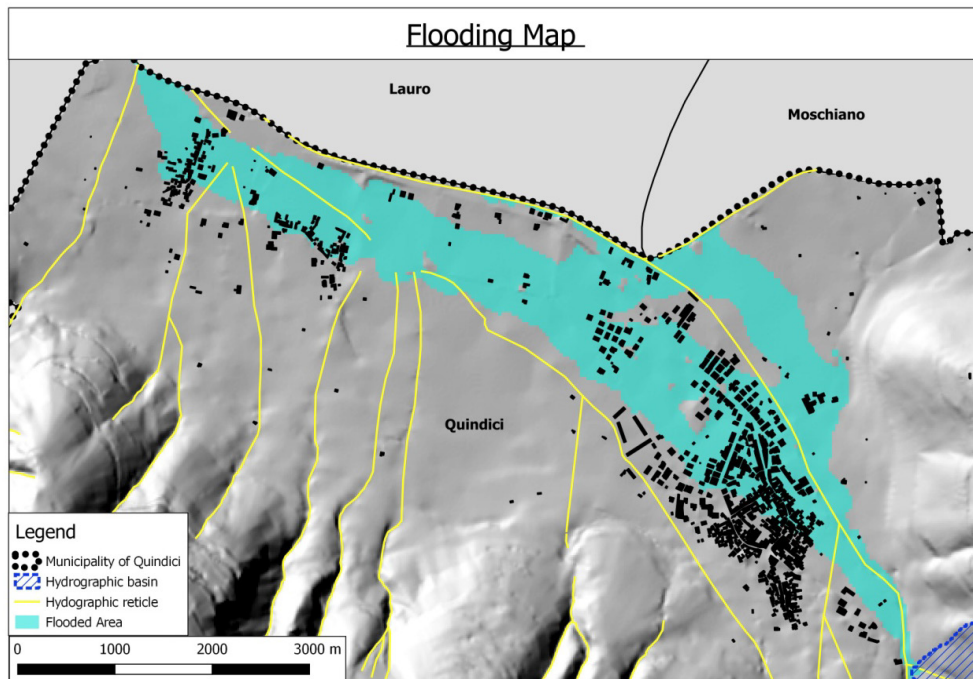 Flooding Map
Lauro
Moschiano
Quindici
Legend
Municipality of Quindici
Hydrographic basin
Hydographic reticle
Flooded Area
0 1000 2000 3000 m